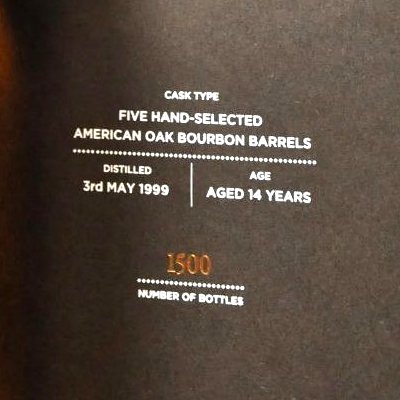 CASK TYPE
FIVE HAND-SELECTED
AMERICAN OAK BOURBON BARRELS
DISTILLED
3rd MAY 1999
AGE
AGED 14 YEARS
1500
NUMBER OF BOTTLES